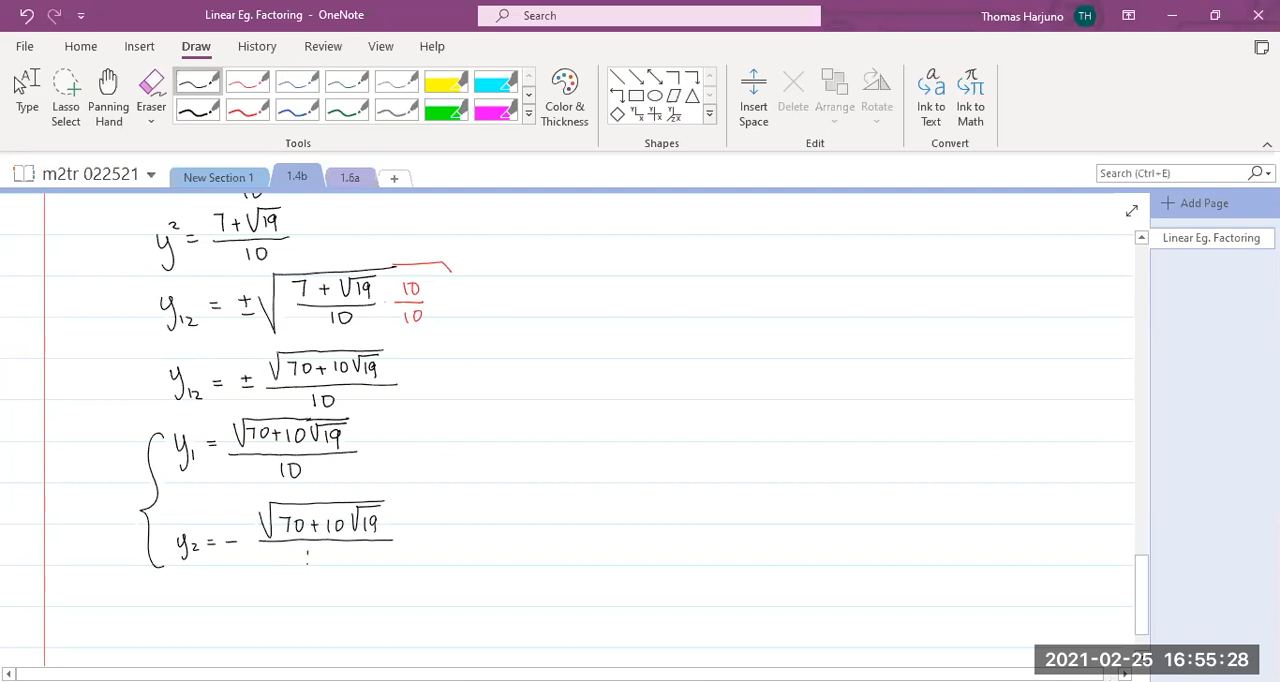 Linear Eg. Factoring - OneNote
Search
Thomas Harjuno TH
File Home Insert Draw History Review View Help
Type
Lasso Select
Panning Hand
Eraser
Color & Thickness
Insert Space
Delete
Arrange
Rotate
Ink to Text
Ink to Math
Tools
Shapes
Edit
Convert
m2tr 022521
New Section 1
1.4b
1.6a
Search (Ctrl+E)
Add Page
Linear Eg. Factoring
y² = (7 + √19)/10
y₁₂ = ± √((7 + √19)/10 · 10/10)
y₁₂ = ± √(70 + 10√19)/10
y₁ = √(70+10√19)/10
y₂ = - √(70+10√19)
2021-02-25 16:55:28